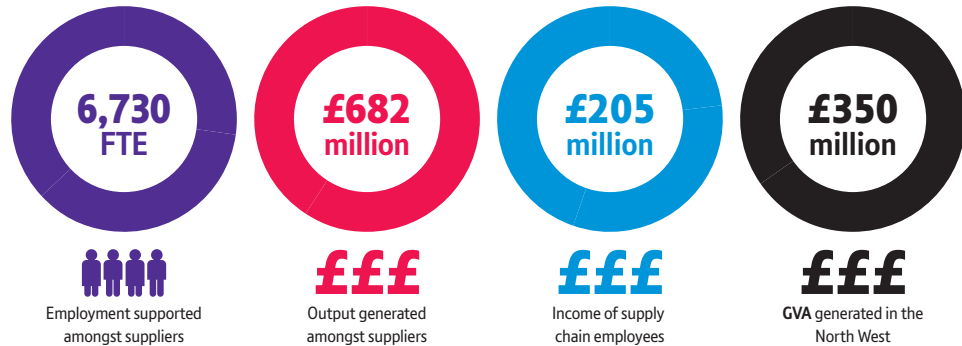 6,730
FTE
£682
million
£205
million
£350
million
£££
£££
£££
Employment supported
amongst suppliers
Output generated
amongst suppliers
Income of supply
chain employees
GVA generated in the
North West